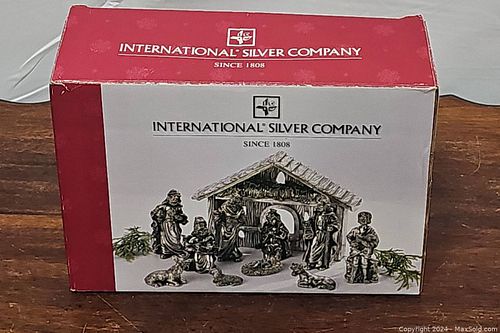 INTERNATIONAL® SILVER COMPANY
SINCE 1808
INTERNATIONAL® SILVER COMPANY
SINCE 1808
Copyright 2024 - MaxSold.com